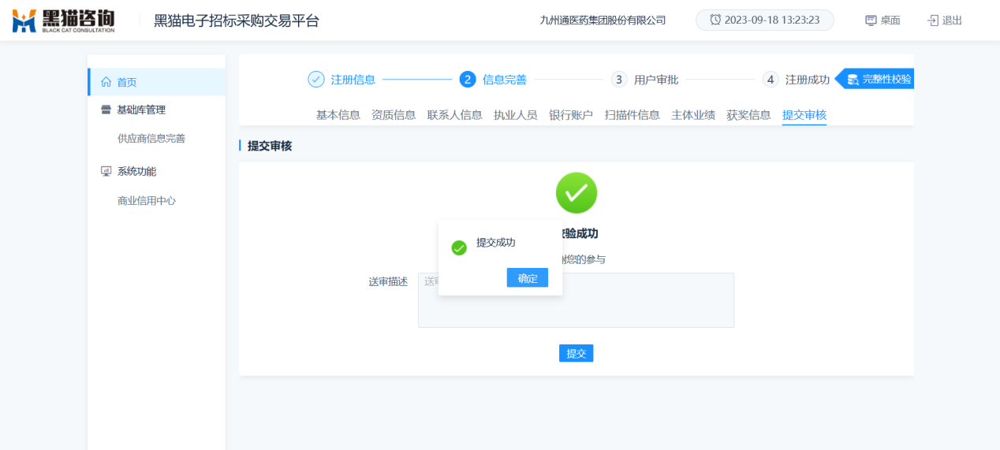 黑猫咨询
BLACK CAT CONSULTATION
黑猫电子招标采购交易平台
九州通医药集团股份有限公司
2023-09-18 13:23:23
桌面
退出
首页
基础库管理
供应商信息完善
系统功能
商业信用中心
注册信息
2 信息完善
3 用户审批
4 注册成功
完整性校验
基本信息 资质信息 联系人信息 执业人员 银行账户 扫描件信息 主体业绩 获奖信息 提交审核
提交审核
验成功
您的参与
提交成功
确定
送审描述
送
提交